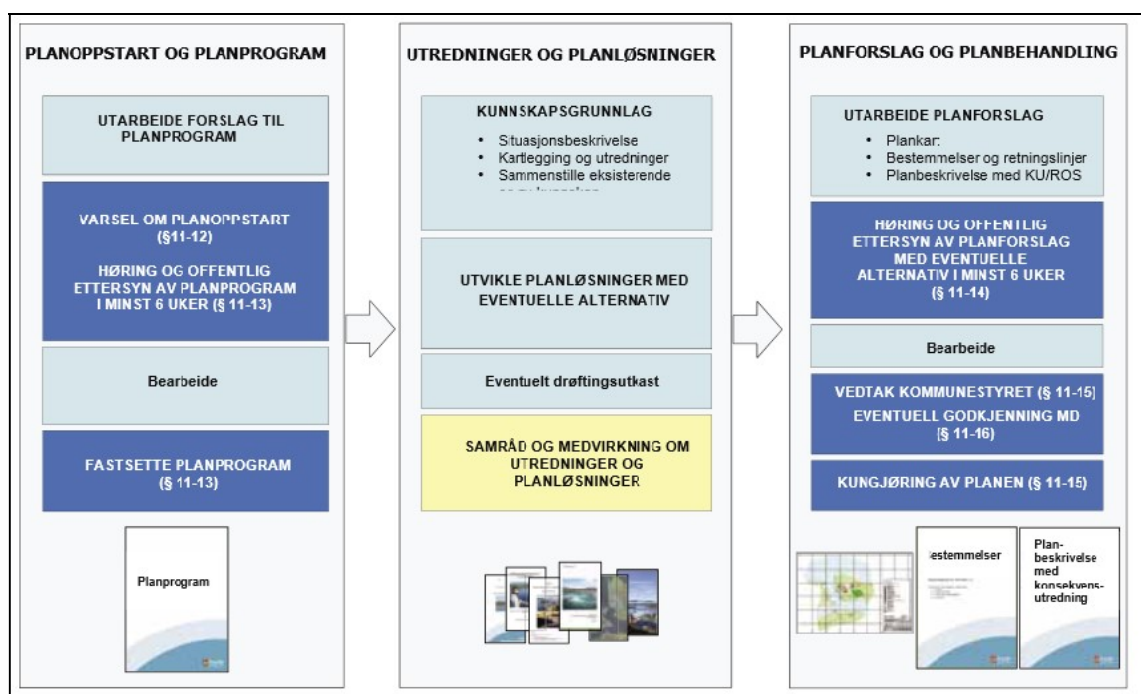 PLANOPPSTART OG PLANPROGRAM
UTARBEIDE FORSLAG TIL
PLANPROGRAM
VARSEL OM PLANOPPSTART
(§11-12)
HØRING OG OFFENTLIG
ETTERSYN AV PLANPROGRAM
I MINST 6 UKER (§ 11-13)
Bearbeide
FASTSETTE PLANPROGRAM
(§ 11-13)
Planprogram
UTREDNINGER OG PLANLØSNINGER
KUNNSKAPSGRUNNLAG
• Situasjonsbeskrivelse
• Kartlegging og utredninger
• Sammenstille eksisterende
UTVIKLE PLANLØSNINGER MED
EVENTUELLE ALTERNATIV
Eventuelt drøftingsutkast
SAMRÅD OG MEDVIRKNING OM
UTREDNINGER OG
PLANLØSNINGER
PLANFORSLAG OG PLANBEHANDLING
UTARBEIDE PLANFORSLAG
• Plankar:
• Bestemmelser og retningslinjer
• Planbeskrivelse med KU/ROS
HØRING OG OFFENTLIG
ETTERSYN AV PLANFORSLAG
MED EVENTUELLE
ALTERNATIV I MINST 6 UKER
(§ 11-14)
Bearbeide
VEDTAK KOMMUNESTYRET (§ 11-15)
EVENTUELL GODKJENNING MD
(§ 11-16)
KUNGJØRING AV PLANEN (§ 11-15)
estemmelser
Plan-
beskrivelse
med
konsekvens-
utredning